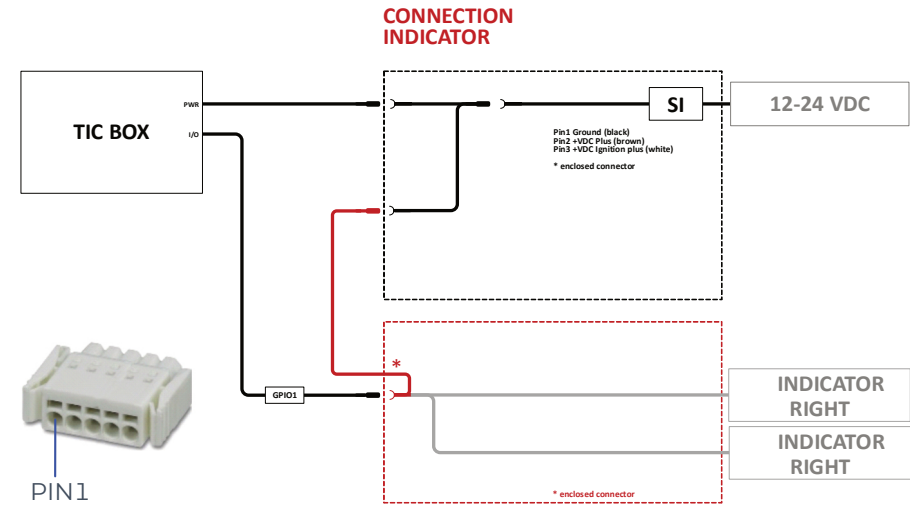 CONNECTION
INDICATOR
TIC BOX
PWR
I/O
SI
12-24 VDC
Pin1 Ground (black)
Pin2 +VDC Plus (brown)
Pin3 +VDC Ignition plus (white)
* enclosed connector
*
GPIO1
INDICATOR
RIGHT
INDICATOR
RIGHT
* enclosed connector
PIN1